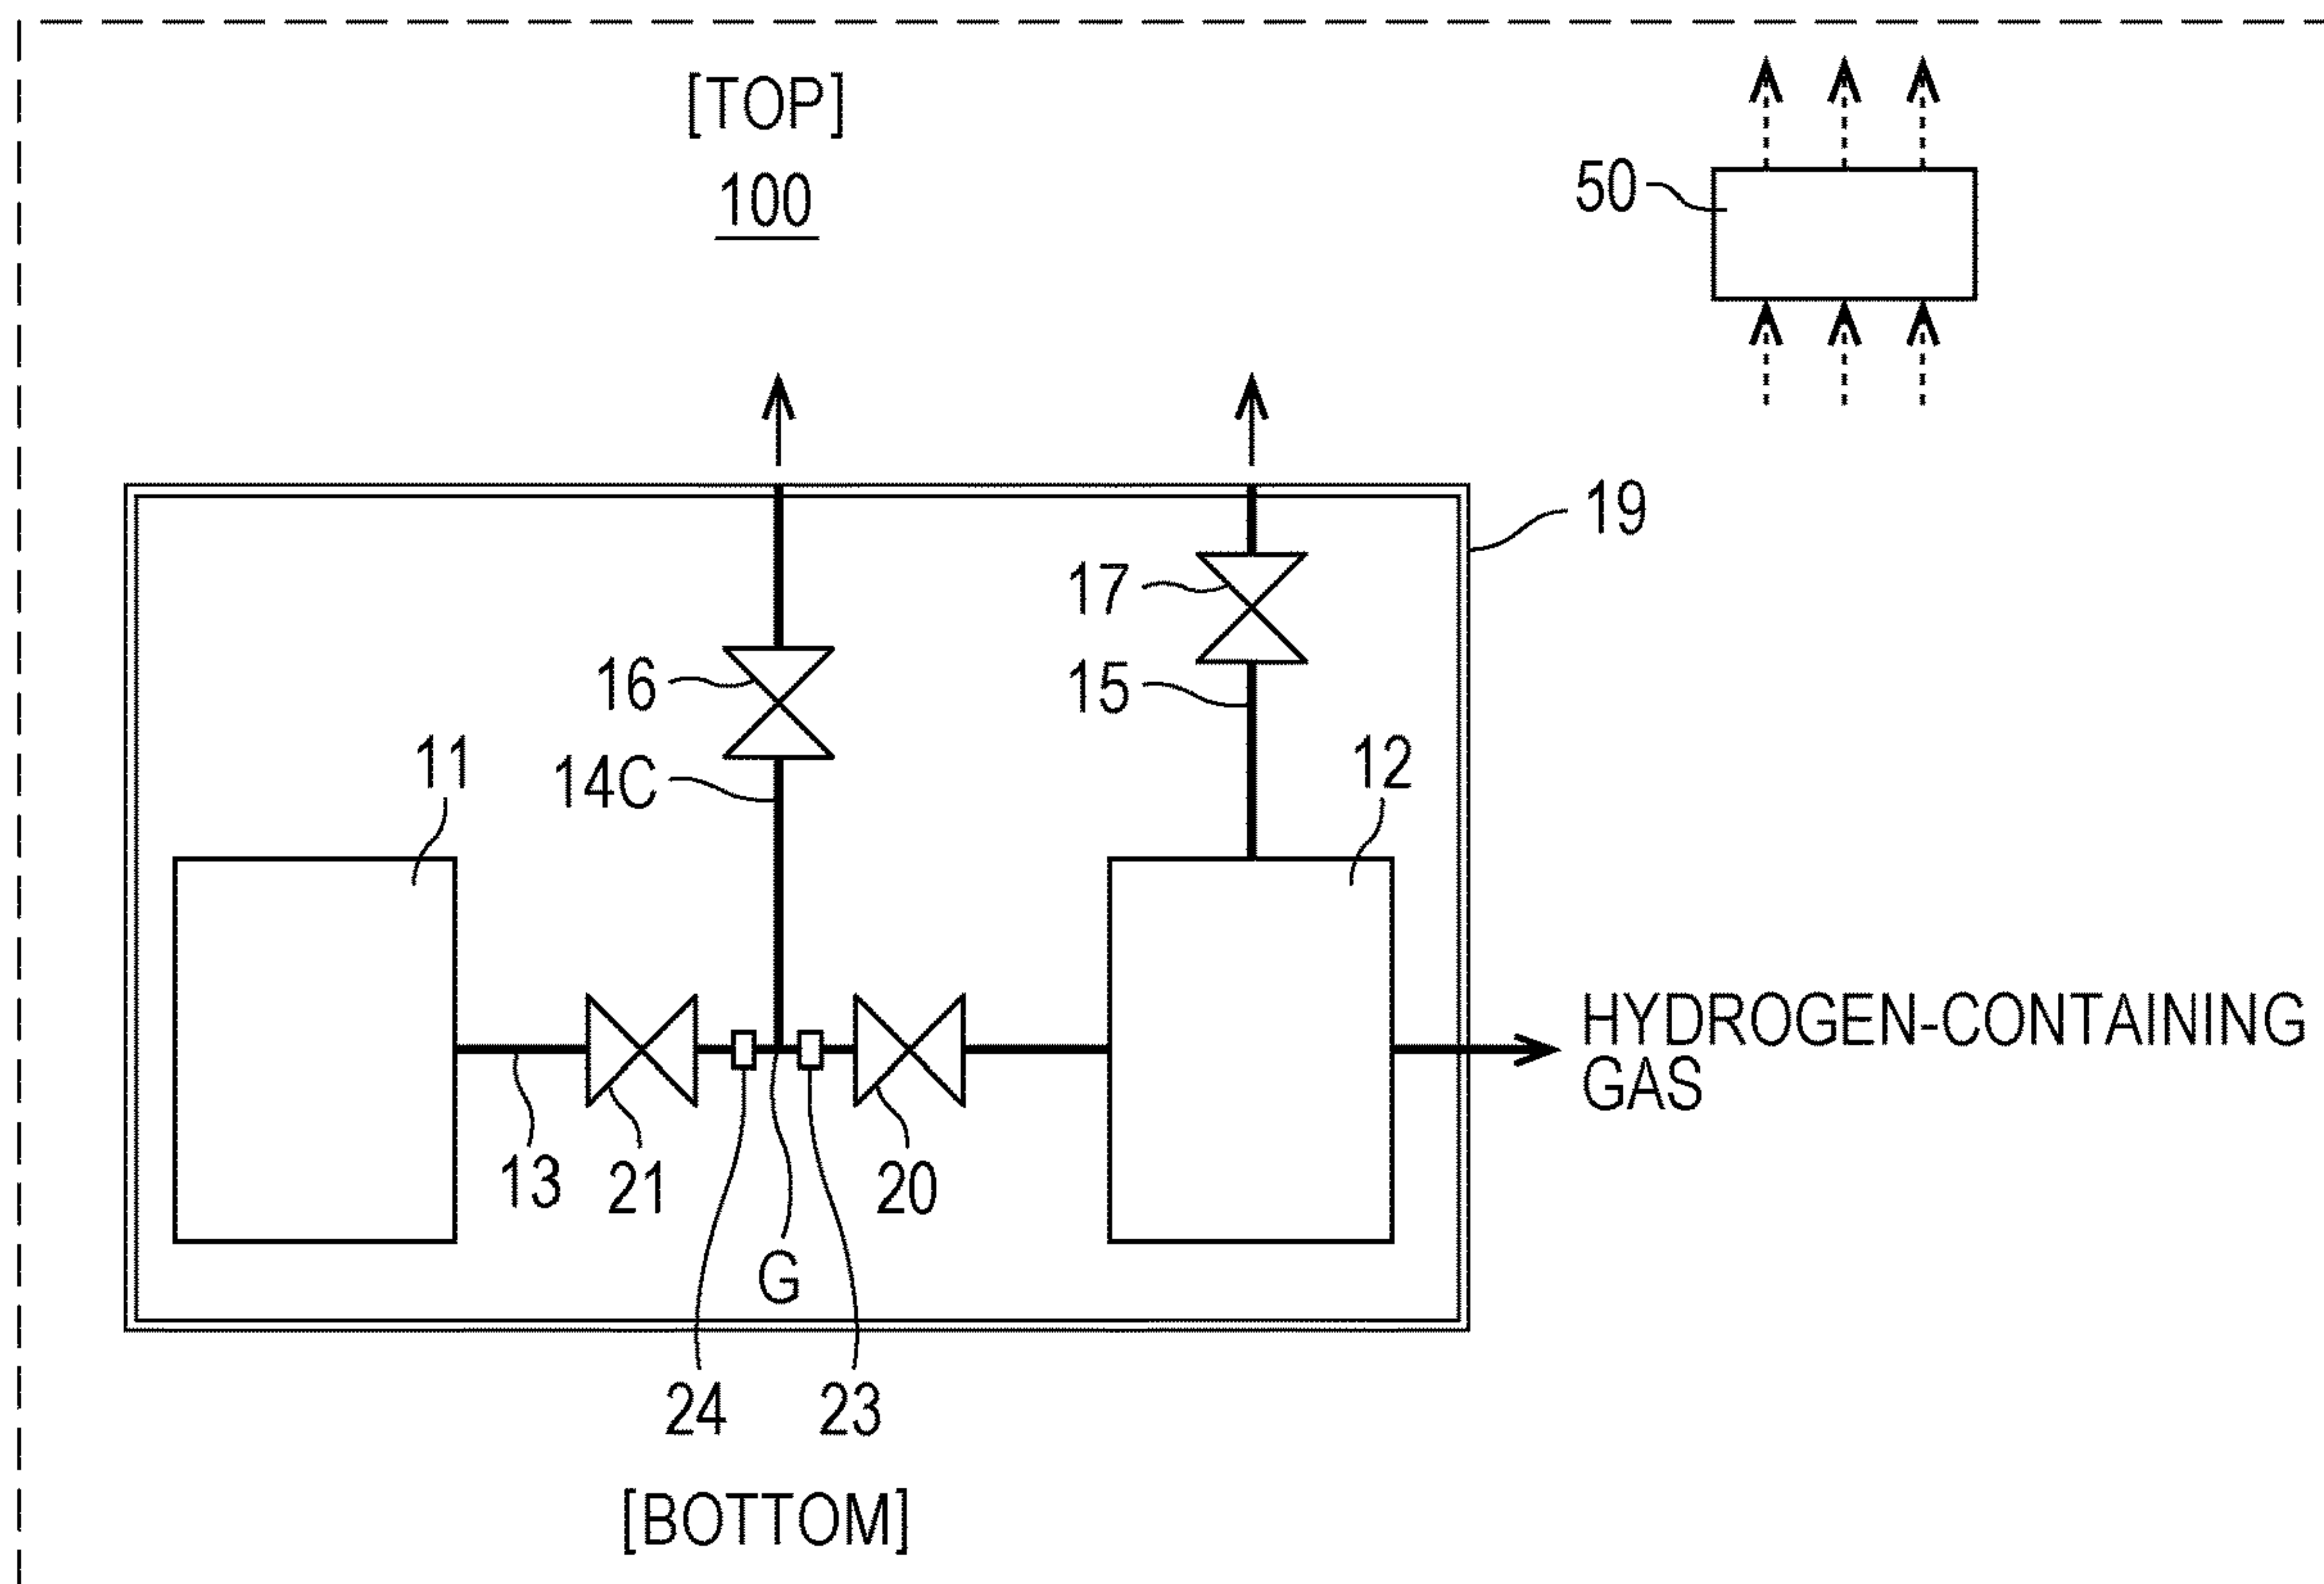 [TOP]
100
50
19
17
16
15
11
14C
12
HYDROGEN-CONTAINING
GAS
13
21
20
G
24
23
[BOTTOM]